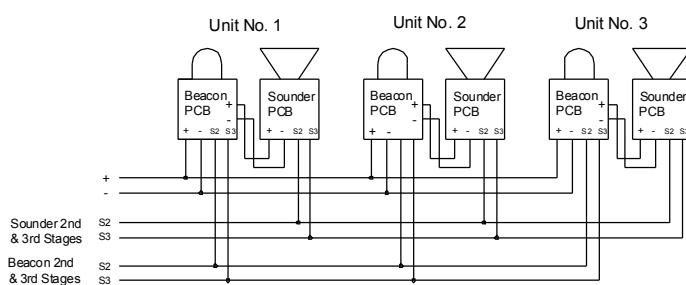 Unit No. 1
Unit No. 2
Unit No. 3
Beacon
PCB
+
-
+ - S2 S3
Sounder
PCB
+ - S2 S3
Beacon
PCB
+
-
+ - S2 S3
Sounder
PCB
+ - S2 S3
Beacon
PCB
+
-
+ - S2 S3
Sounder
PCB
+ - S2 S3
+
-
Sounder 2nd
& 3rd Stages
S2
S3
Beacon 2nd
& 3rd Stages
S2
S3